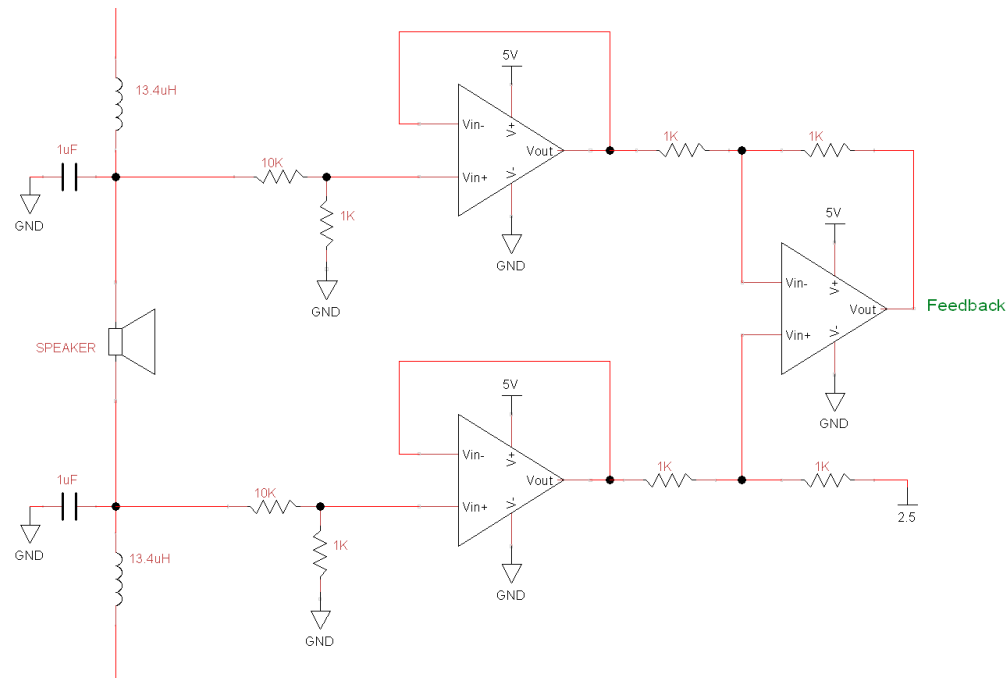 13.4uH
5V
Vin-
V+
Vout
Vin+
V-
GND
1K
1K
1uF
GND
10K
1K
GND
5V
Vin-
V+
Vout
Vin+
V-
GND
Feedback
SPEAKER
5V
Vin-
V+
Vout
Vin+
V-
GND
1K
1K
2.5
1uF
GND
10K
1K
GND
13.4uH